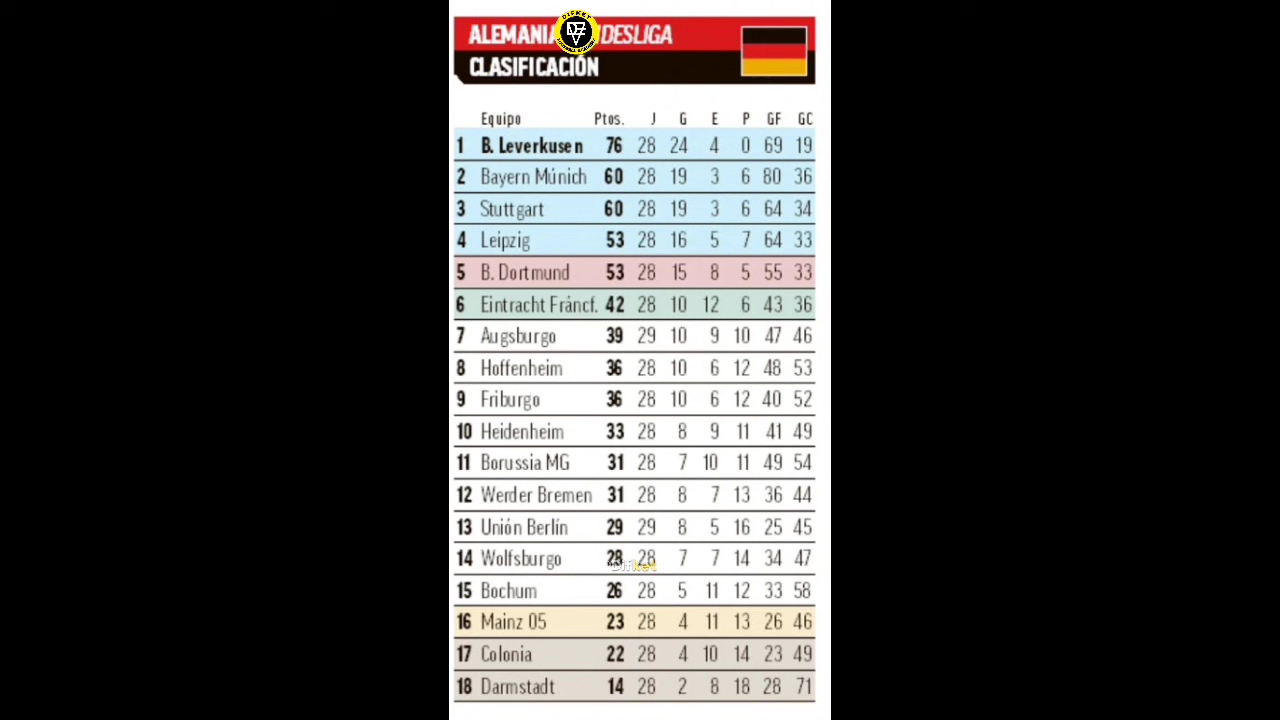 DIFKET
ALEMANIA DESLIGA
CLASIFICACIÓN
Equipo Ptos. J G E P GF GC
1 B. Leverkusen 76 28 24 4 0 69 19
2 Bayern Múnich 60 28 19 3 6 80 36
3 Stuttgart 60 28 19 3 6 64 34
4 Leipzig 53 28 16 5 7 64 33
5 B. Dortmund 53 28 15 8 5 55 33
6 Eintracht Fráncf. 42 28 10 12 6 43 36
7 Augsburgo 39 29 10 9 10 47 46
8 Hoffenheim 36 28 10 6 12 48 53
9 Friburgo 36 28 10 6 12 40 52
10 Heidenheim 33 28 8 9 11 41 49
11 Borussia MG 31 28 7 10 11 49 54
12 Werder Bremen 31 28 8 7 13 36 44
13 Unión Berlín 29 29 8 5 16 25 45
14 Wolfsburgo 28 28 7 7 14 34 47
Difket
15 Bochum 26 28 5 11 12 33 58
16 Mainz 05 23 28 4 11 13 26 46
17 Colonia 22 28 4 10 14 23 49
18 Darmstadt 14 28 2 8 18 28 71